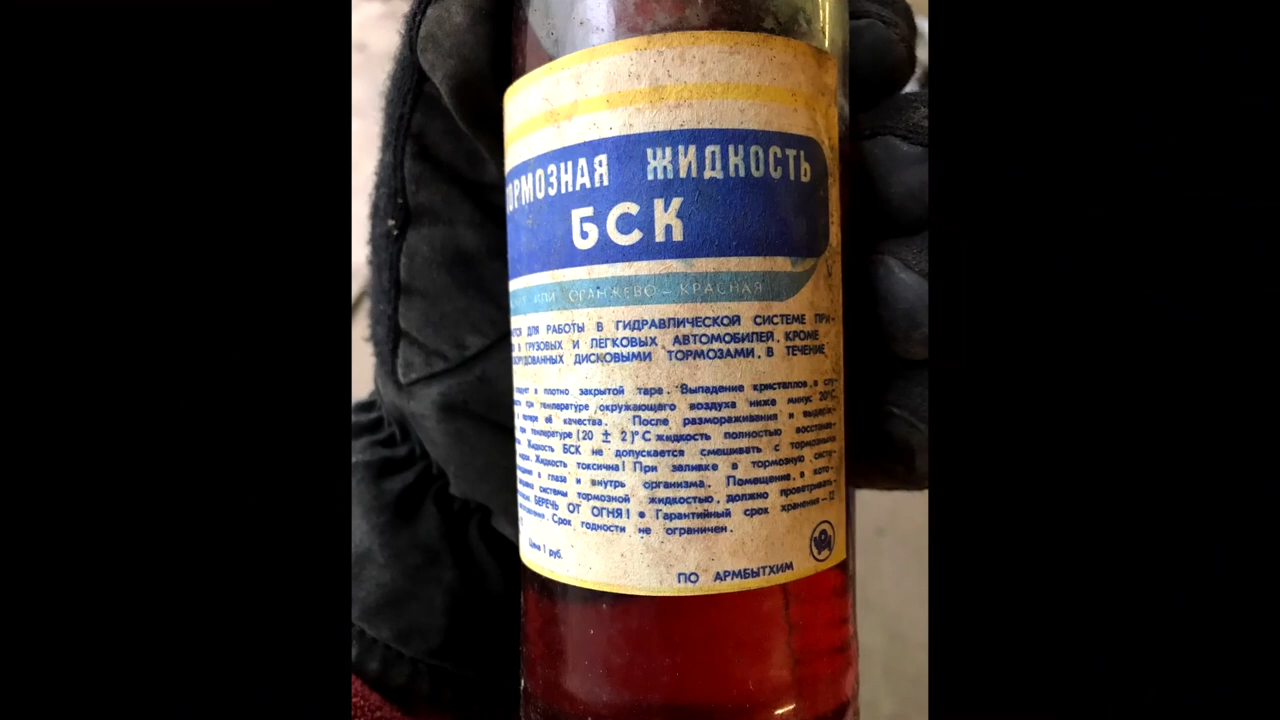 ТОРМОЗНАЯ ЖИДКОСТЬ
БСК
ИЛИ ОРАНЖЕВО-КРАСНАЯ
ДЛЯ РАБОТЫ В ГИДРАВЛИЧЕСКОЙ СИСТЕМЕ ПРИ-
В ГРУЗОВЫХ И ЛЕГКОВЫХ АВТОМОБИЛЕЙ, КРОМЕ
ДИСКОВЫМИ ТОРМОЗАМИ, В ТЕЧЕНИЕ
в плотно закрытой таре. Выпадение кристаллов, в слу-
при температуре окружающего воздуха ниже минус 20°С,
к потере её качества. После размораживания и выдерж-
при температуре (20 ± 2)°С жидкость полностью восстанав-
Жидкость БСК не допускается смешивать с тормозными
Жидкость токсична! При заливке в тормозную систе-
в глаза и внутрь организма. Помещение, в кото-
системы тормозной жидкостью, должно проветривать-
БЕРЕЧЬ ОТ ОГНЯ! • Гарантийный срок хранения — 12
Срок годности не ограничен.
Цена 1 руб.
ПО АРМБЫТХИМ